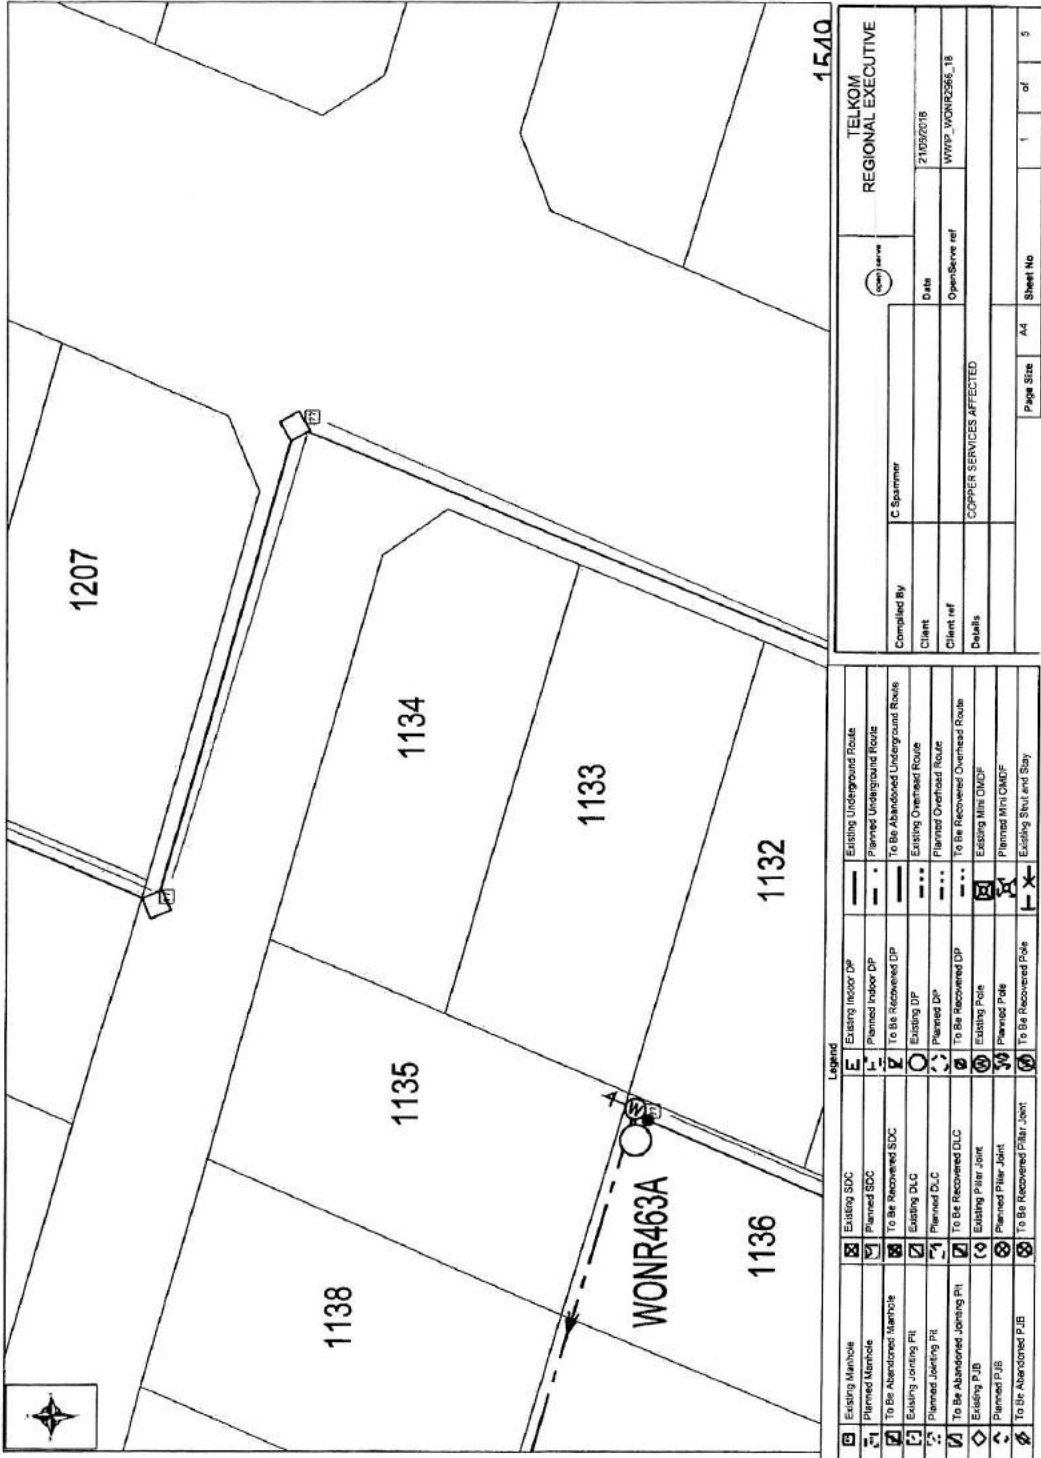 1549
1207
1134
1133
1132
1135
1138
1136
WONR463A
W
Legend
Existing Manhole
Planned Manhole
To Be Abandoned Manhole
Existing Jointing Pit
Planned Jointing Pit
To Be Abandoned Jointing Pit
Existing PJB
Planned PJB
To Be Abandoned PJB
Existing SDC
Planned SDC
To Be Recovered SDC
Existing DLC
Planned DLC
To Be Recovered DLC
Existing Pillar Joint
Planned Pillar Joint
To Be Recovered Pillar Joint
Existing Indoor DP
Planned Indoor DP
To Be Recovered DP
Existing DP
Planned DP
To Be Recovered DP
Existing Pole
Planned Pole
To Be Recovered Pole
Existing Underground Route
Planned Underground Route
To Be Abandoned Underground Route
Existing Overhead Route
Planned Overhead Route
To Be Recovered Overhead Route
Existing Mini OMDF
Planned Mini OMDF
Existing Strut and Stay
openserve
TELKOM
REGIONAL EXECUTIVE
Compiled By C Spammer
Client Date 21/09/2018
Client ref OpenServe ref WWIP_WONR2966_18
Details COPPER SERVICES AFFECTED
Page Size A4 Sheet No 1 of 5